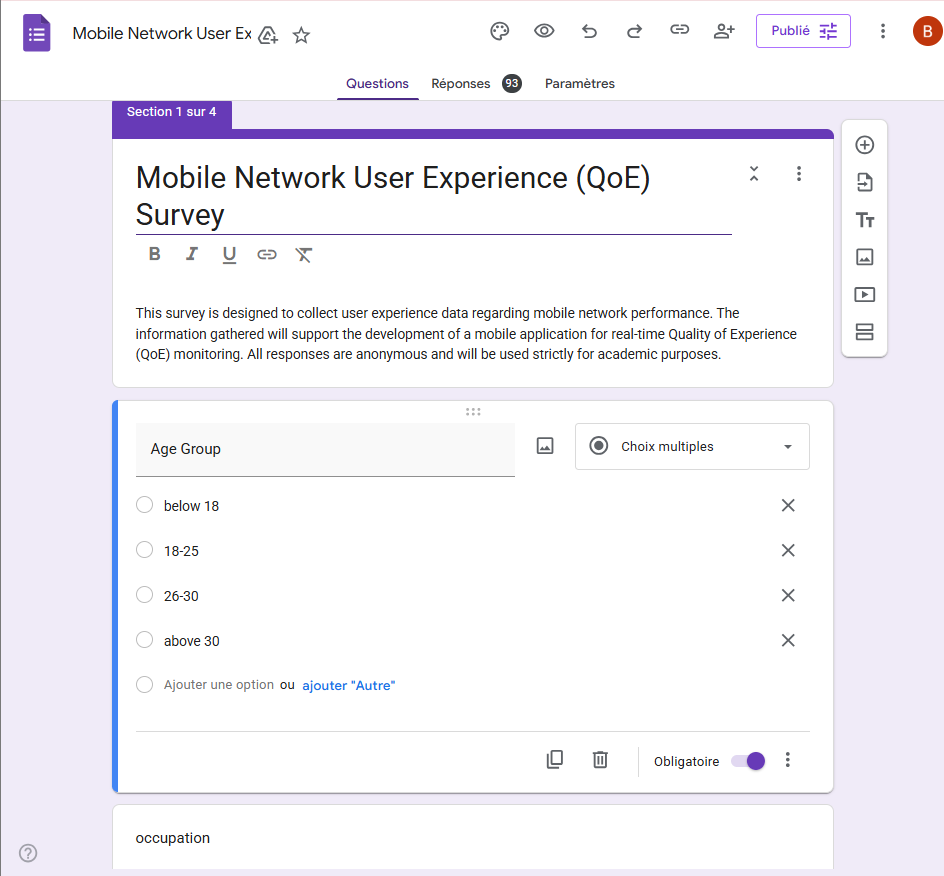 Mobile Network User Ex
Publié
B
Questions
Réponses 93
Paramètres
Section 1 sur 4
Mobile Network User Experience (QoE)
Survey
B I U
This survey is designed to collect user experience data regarding mobile network performance. The
information gathered will support the development of a mobile application for real-time Quality of Experience
(QoE) monitoring. All responses are anonymous and will be used strictly for academic purposes.
Tt
Age Group
Choix multiples
below 18
18-25
26-30
above 30
Ajouter une option ou ajouter "Autre"
Obligatoire
occupation